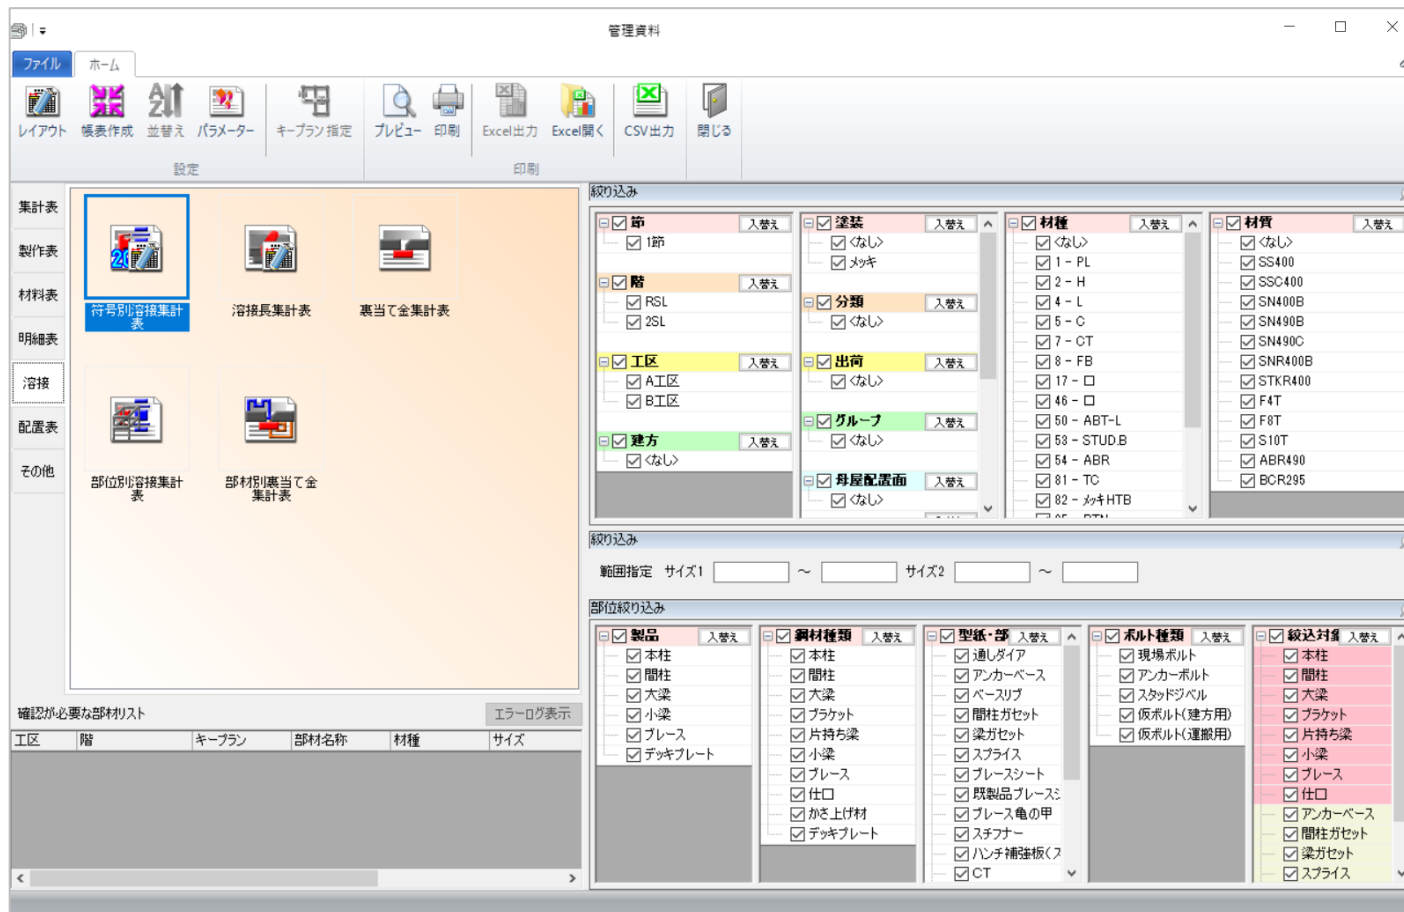 管理資料
ファイル
ホーム
レイアウト
帳表作成
並替え
パラメーター
キープラン指定
プレビュー
印刷
Excel出力
Excel開く
CSV出力
閉じる
設定
印刷
集計表
製作表
材料表
明細表
溶接
配置表
その他
符号別溶接集計
表
溶接長集計表
裏当て金集計表
部位別溶接集計
表
部材別裏当て金
集計表
確認が必要な部材リスト
エラーログ表示
工区 階 キープラン 部材名称 材種 サイズ
絞り込み
節 入替え
1節
階 入替え
RSL
2SL
工区 入替え
A工区
B工区
建方 入替え
<なし>
塗装 入替え
<なし>
メッキ
分類 入替え
<なし>
出荷 入替え
<なし>
グループ 入替え
<なし>
母屋配置面 入替え
<なし>
材種 入替え
<なし>
1 - PL
2 - H
4 - L
5 - C
7 - CT
8 - FB
17 - □
46 - ロ
50 - ABT-L
53 - STUD.B
54 - ABR
81 - TC
82 - メッキHTB
材質 入替え
<なし>
SS400
SSC400
SN400B
SN490B
SN490C
SNR400B
STKR400
F4T
F8T
S10T
ABR490
BCR295
絞り込み
範囲指定 サイズ1 ～ サイズ2 ～
部位絞り込み
製品 入替え
本柱
間柱
大梁
小梁
ブレース
デッキプレート
鋼材種類 入替え
本柱
間柱
大梁
ブラケット
片持ち梁
小梁
ブレース
仕口
かさ上げ材
デッキプレート
型紙・部 入替え
通しダイア
アンカーベース
ベースリブ
間柱ガセット
梁ガセット
スプライス
ブレースシート
既製品ブレースシ
ブレース亀の甲
スチフナー
ハンチ補強板(ス
CT
ボルト種類 入替え
現場ボルト
アンカーボルト
スタッドジベル
仮ボルト(建方用)
仮ボルト(運搬用)
絞込対象 入替え
本柱
間柱
大梁
ブラケット
片持ち梁
小梁
ブレース
仕口
アンカーベース
間柱ガセット
梁ガセット
スプライス